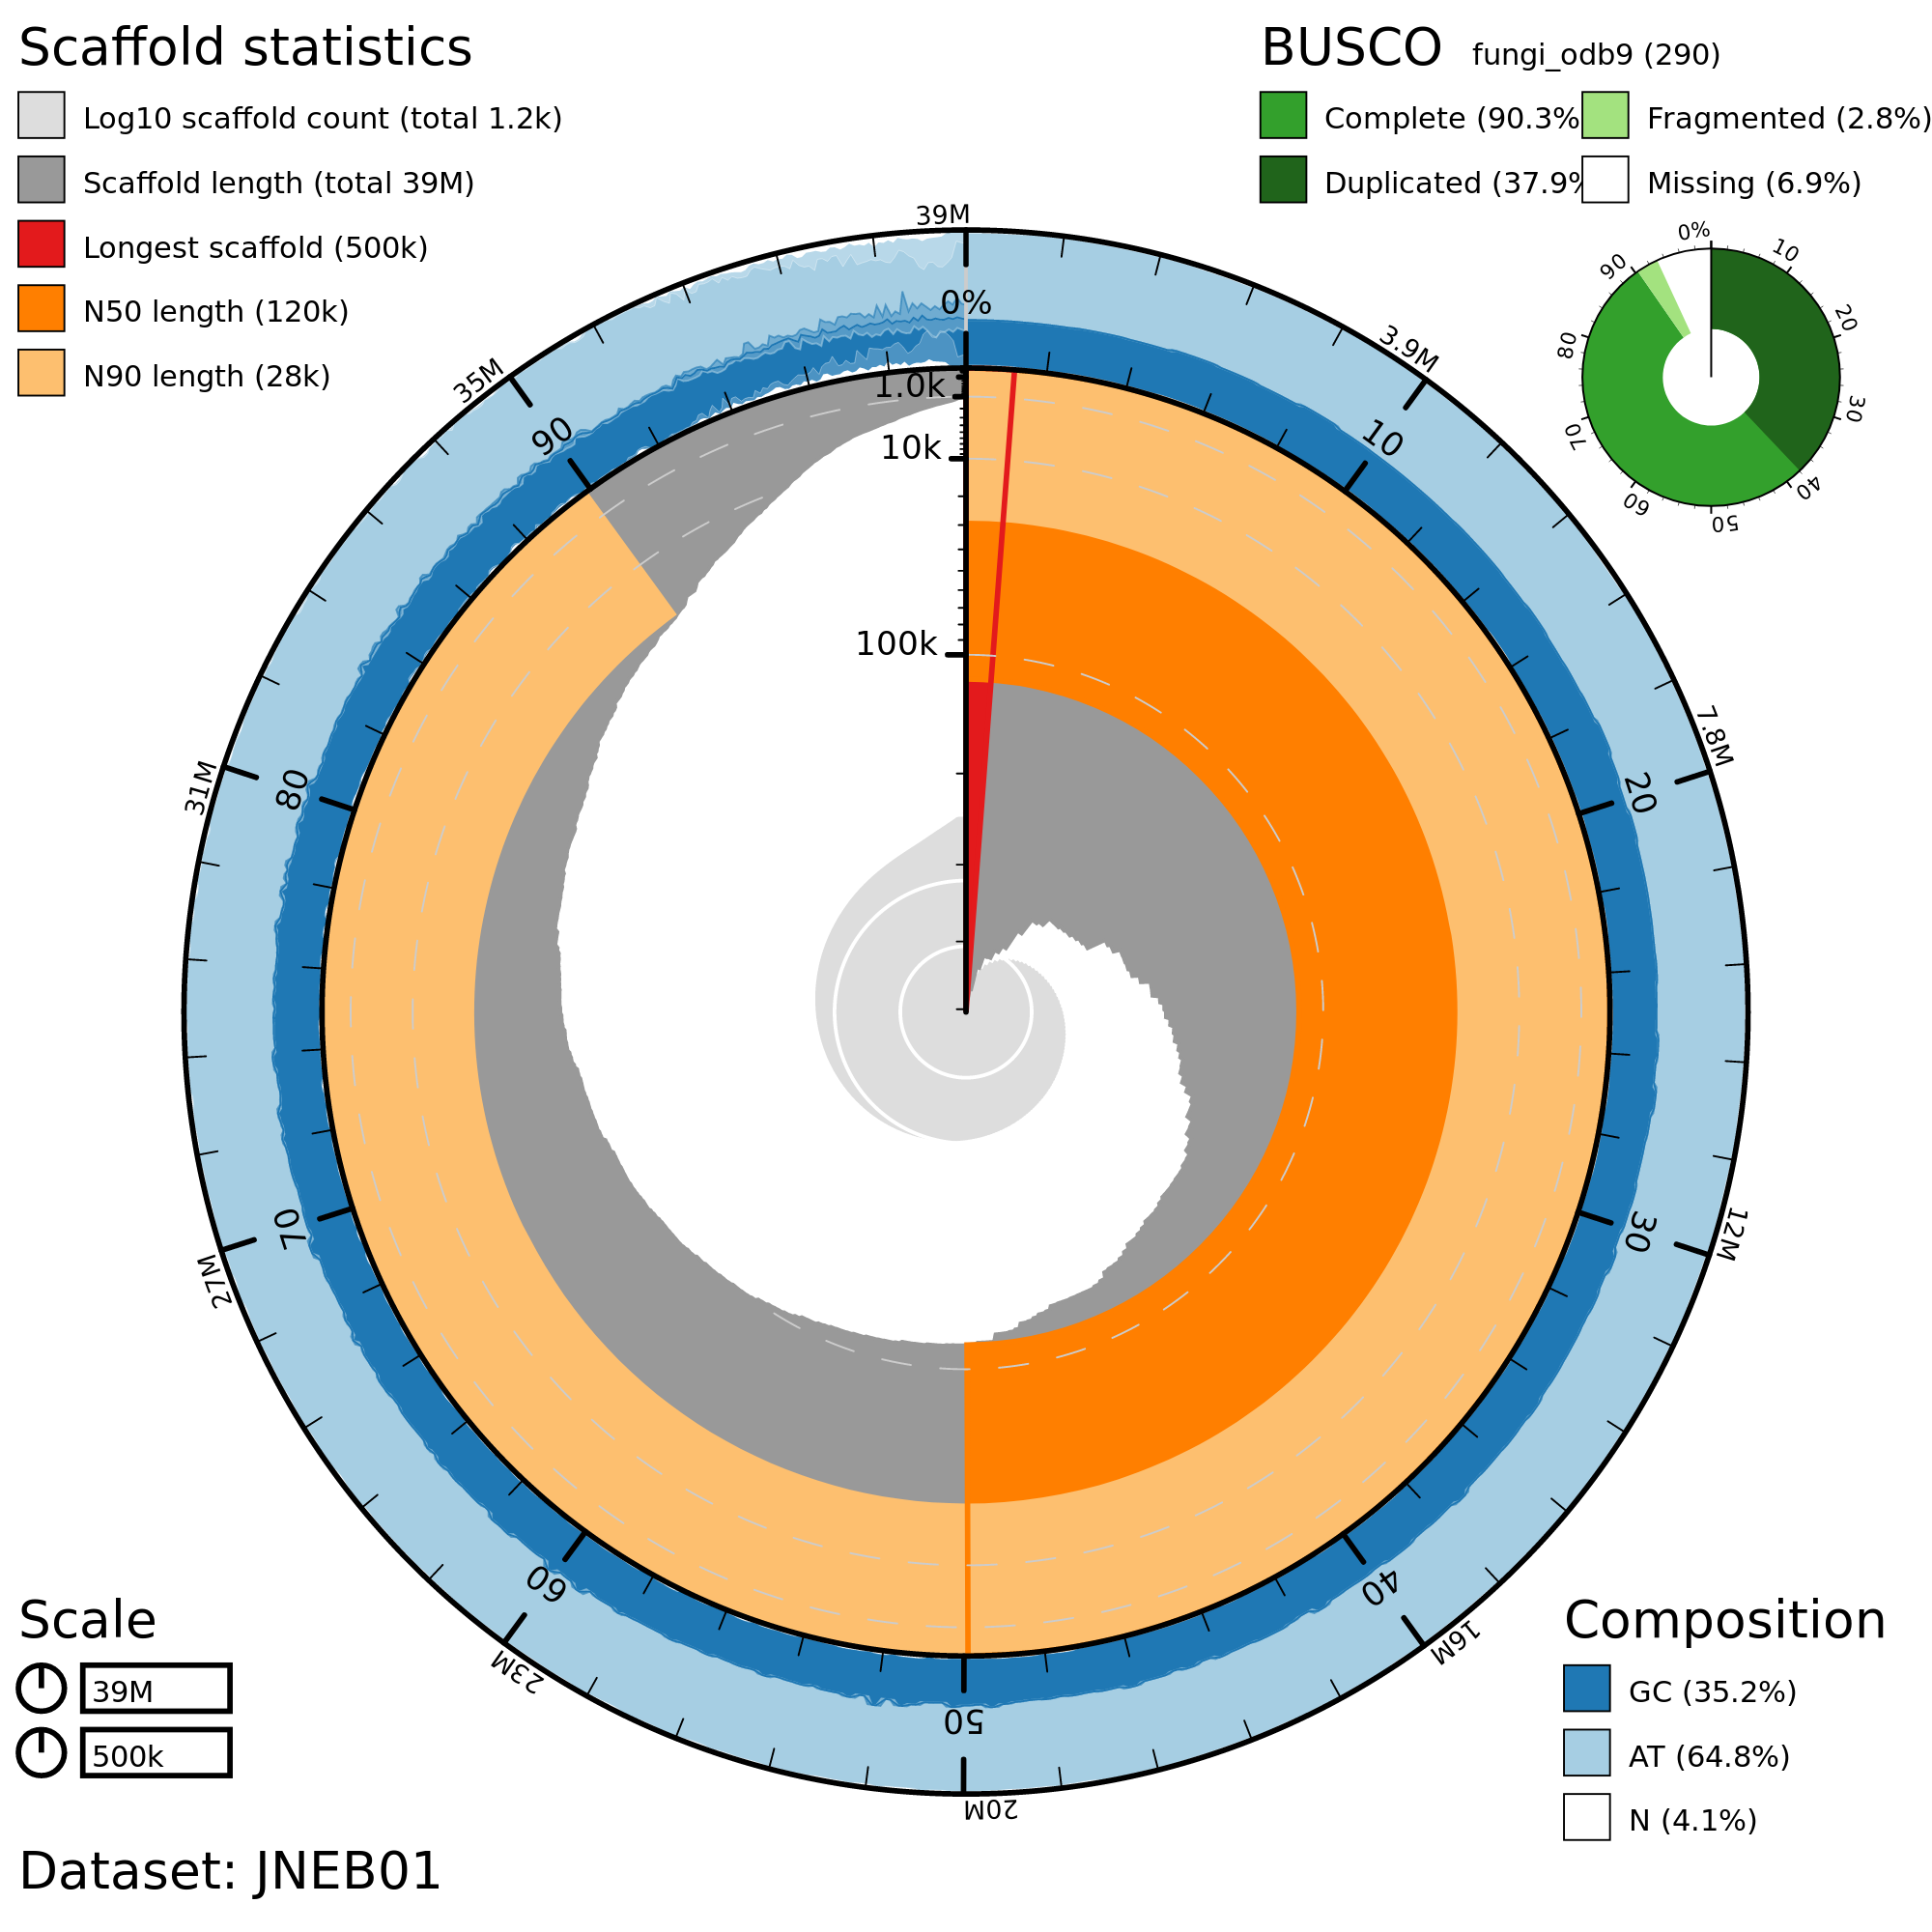 Scaffold statistics
Log10 scaffold count (total 1.2k)
Scaffold length (total 39M)
Longest scaffold (500k)
N50 length (120k)
N90 length (28k)
BUSCO fungi_odb9 (290)
Complete (90.3%
Fragmented (2.8%)
Duplicated (37.9%
Missing (6.9%)
0%
10
20
30
40
50
60
70
80
90
39M
3.9M
7.8M
12M
16M
20M
23M
27M
31M
35M
0%
10
20
30
40
50
60
70
80
90
1.0k
10k
100k
Scale
39M
500k
Composition
GC (35.2%)
AT (64.8%)
N (4.1%)
Dataset: JNEB01